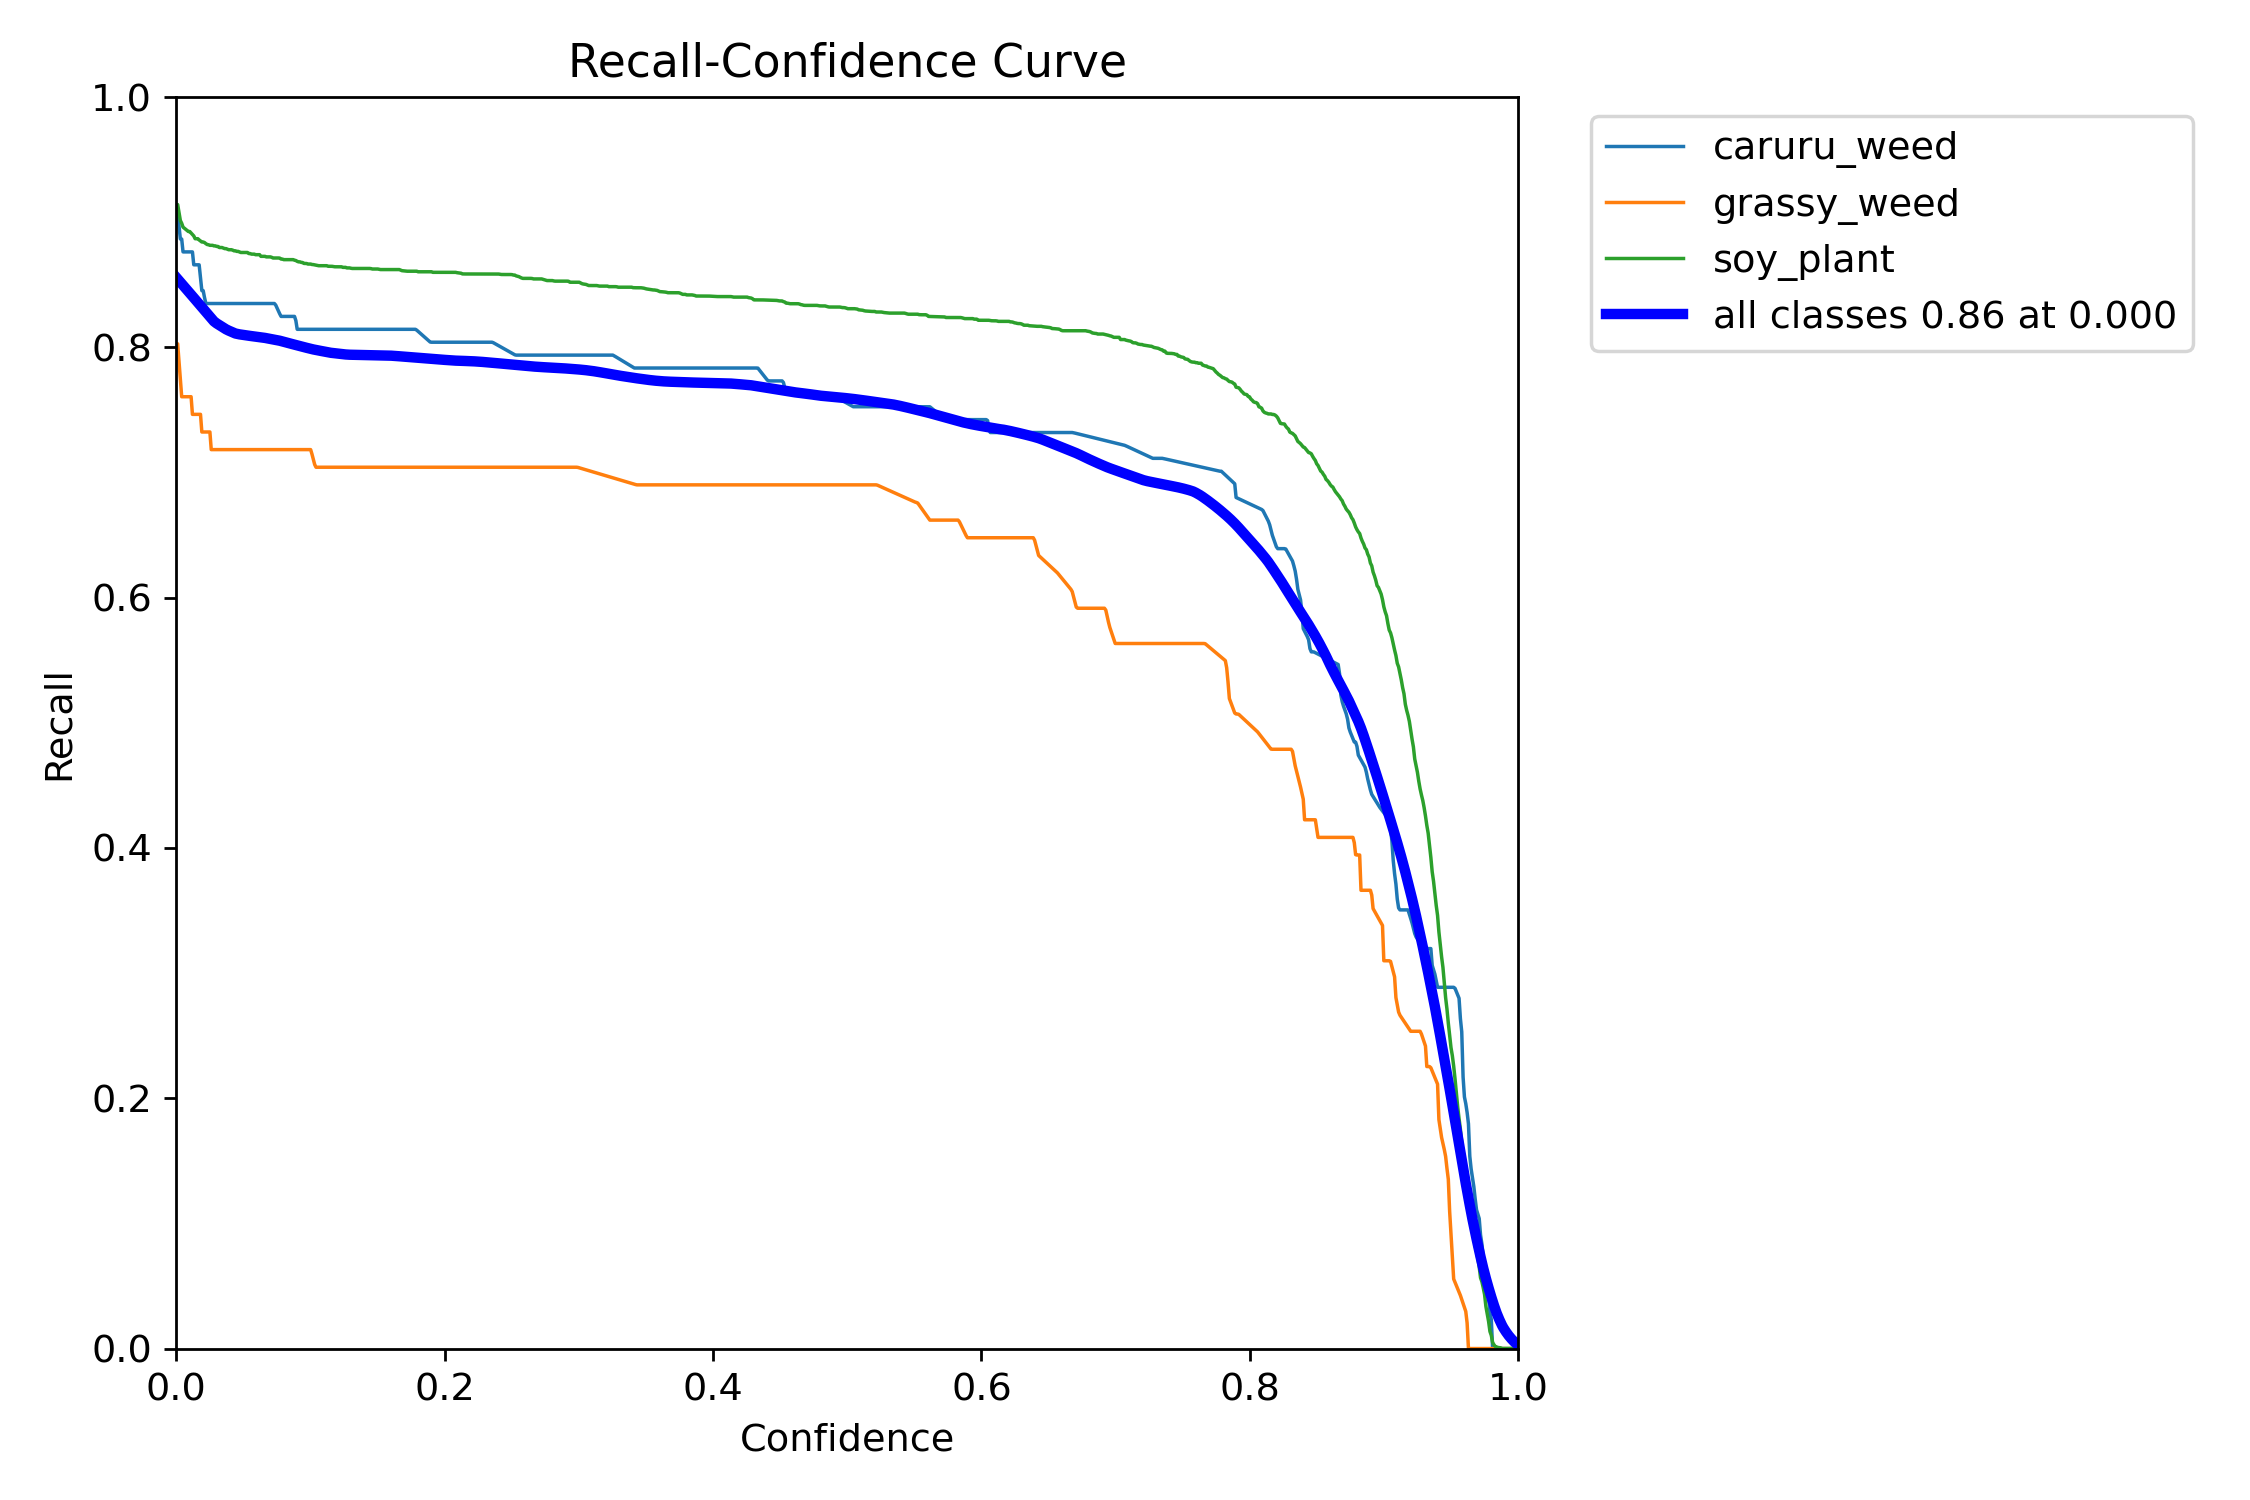 Recall-Confidence Curve
1.0
0.8
0.6
0.4
0.2
0.0
Recall
0.0 0.2 0.4 0.6 0.8 1.0
Confidence
caruru_weed
grassy_weed
soy_plant
all classes 0.86 at 0.000